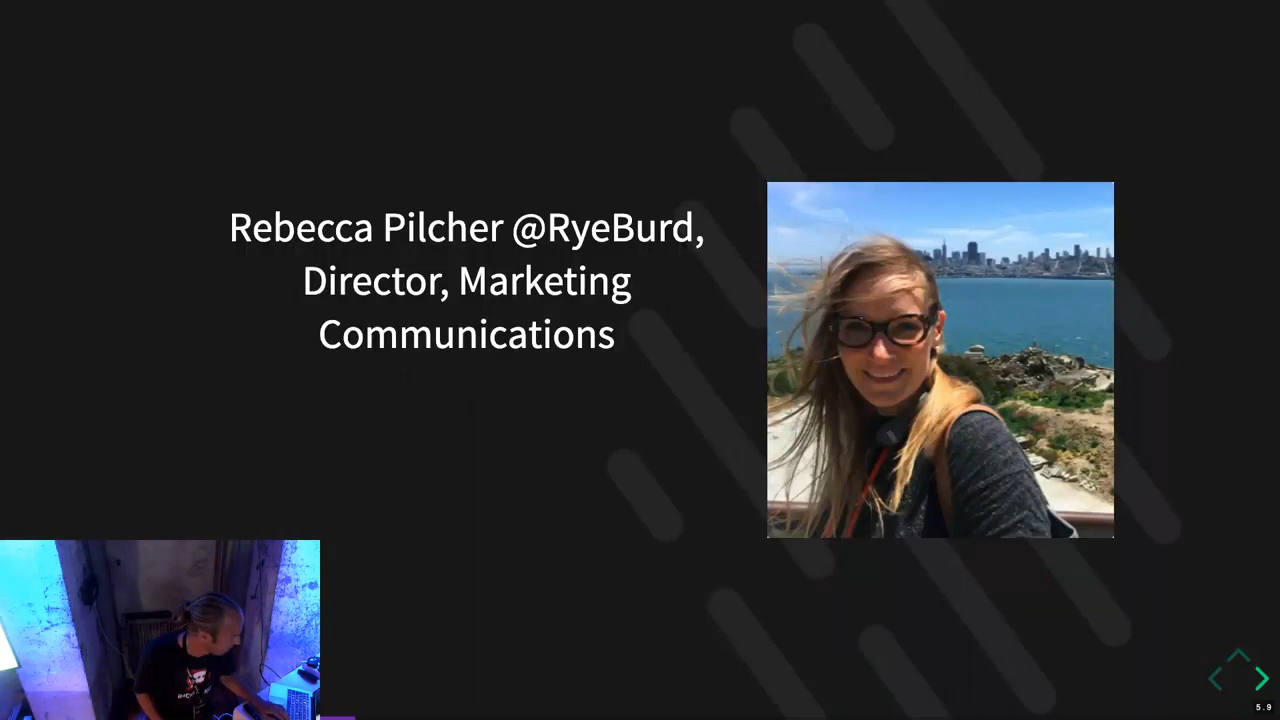 Rebecca Pilcher @RyeBurd,
Director, Marketing
Communications
5.9